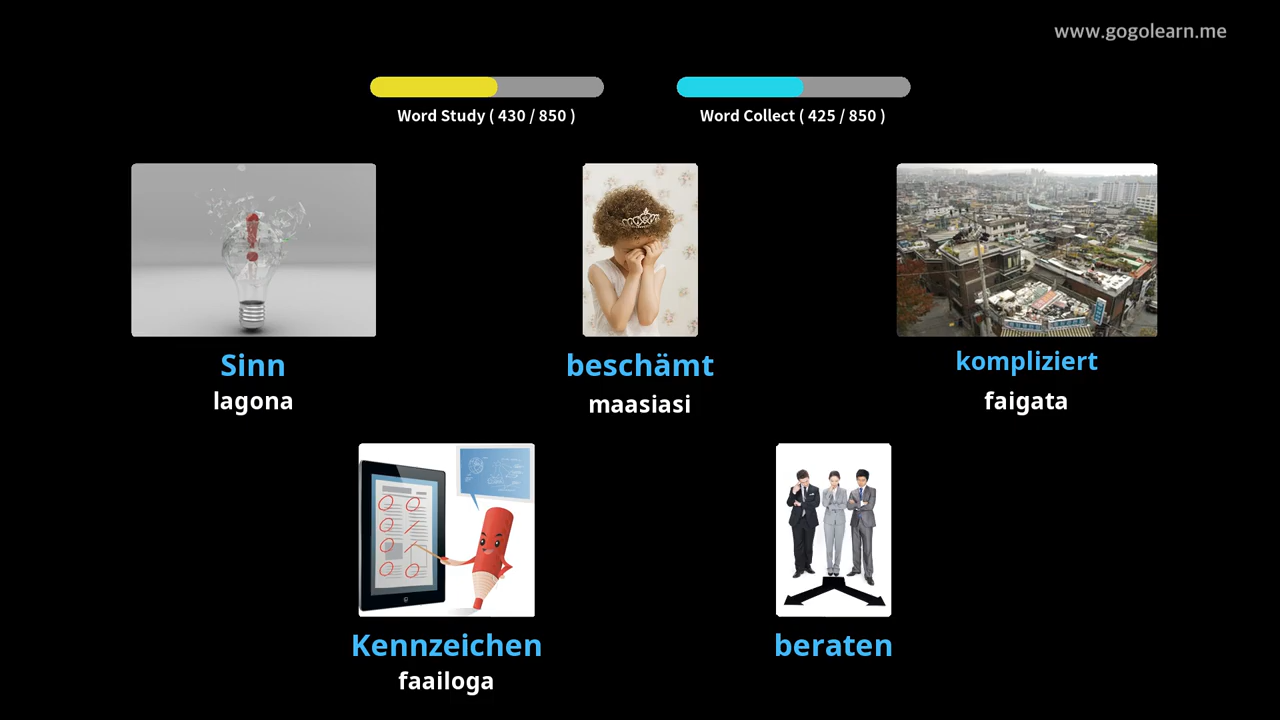 www.gogolearn.me
Word Study ( 430 / 850 )
Word Collect ( 425 / 850 )
Sinn
lagona
beschämt
maasiasi
kompliziert
faigata
Kennzeichen
faailoga
beraten